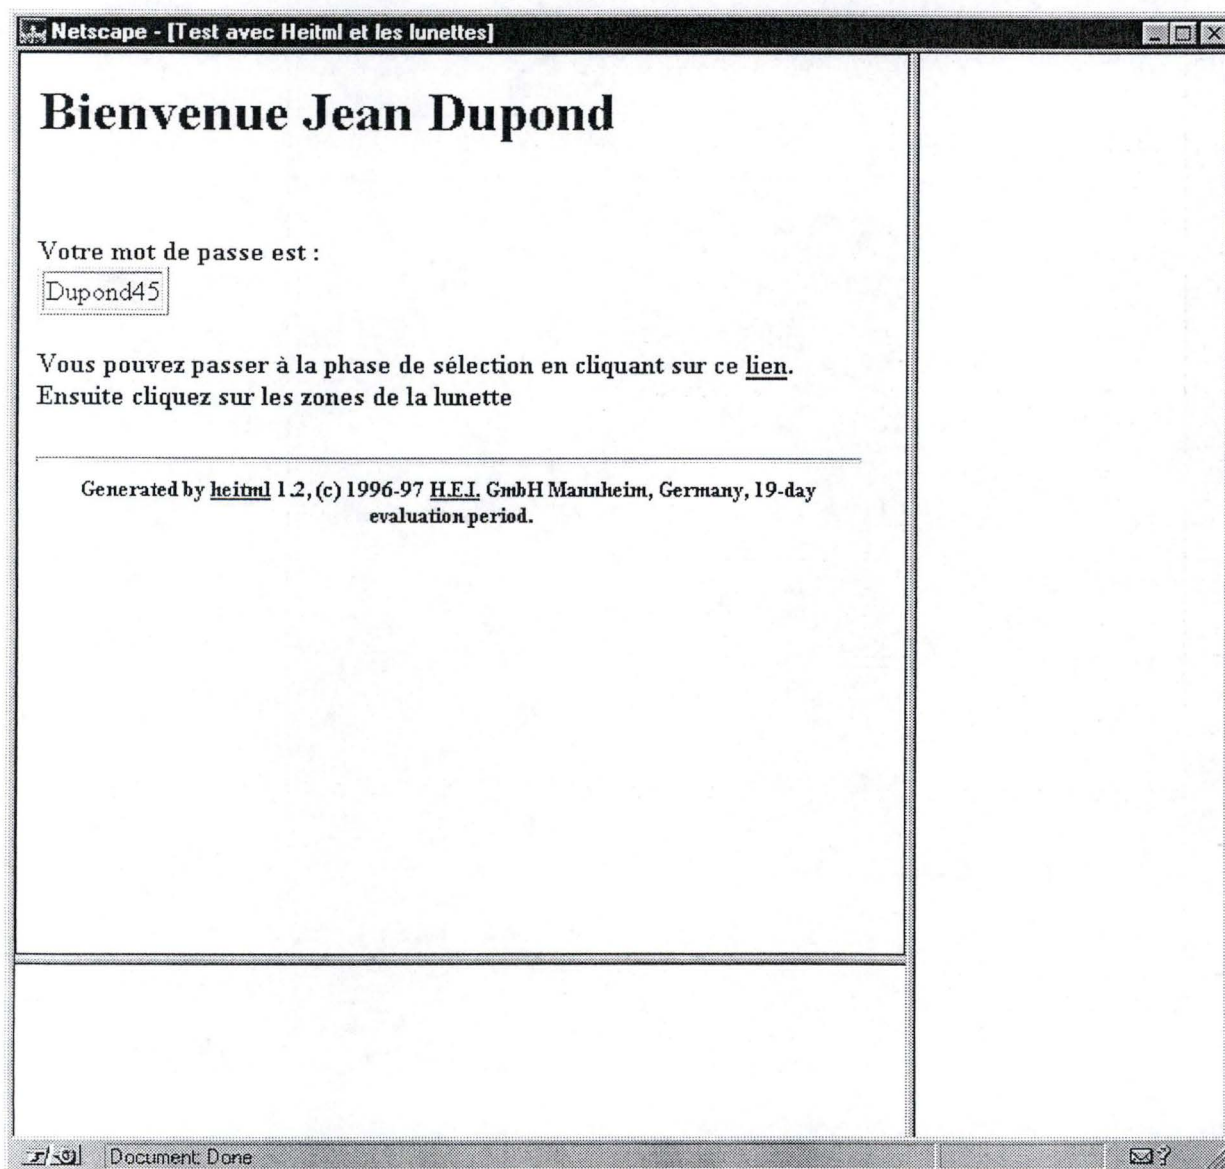 Netscape - [Test avec Heitml et les lunettes]
Bienvenue Jean Dupond
Votre mot de passe est :
Dupond45
Vous pouvez passer à la phase de sélection en cliquant sur ce lien.
Ensuite cliquez sur les zones de la lunette
Generated by heitml 1.2, (c) 1996-97 H.E.I. GmbH Mannheim, Germany, 19-day
evaluation period.
Document: Done